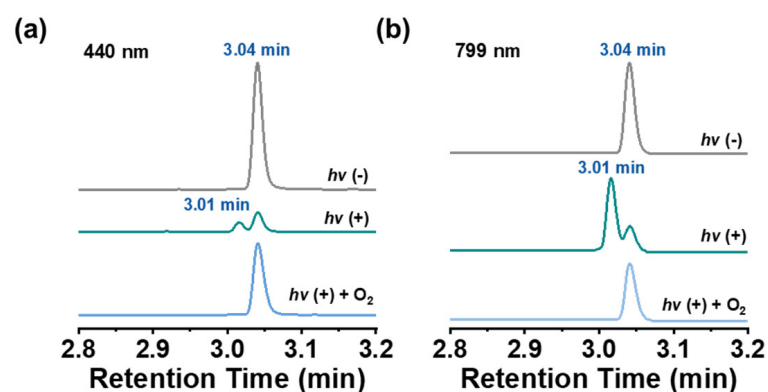 (a)
440 nm
3.04 min
hv (-)
3.01 min
hv (+)
hv (+) + O₂
2.8 2.9 3.0 3.1 3.2
Retention Time (min)
(b)
799 nm
3.04 min
hv (-)
3.01 min
hv (+)
hv (+) + O₂
2.8 2.9 3.0 3.1 3.2
Retention Time (min)